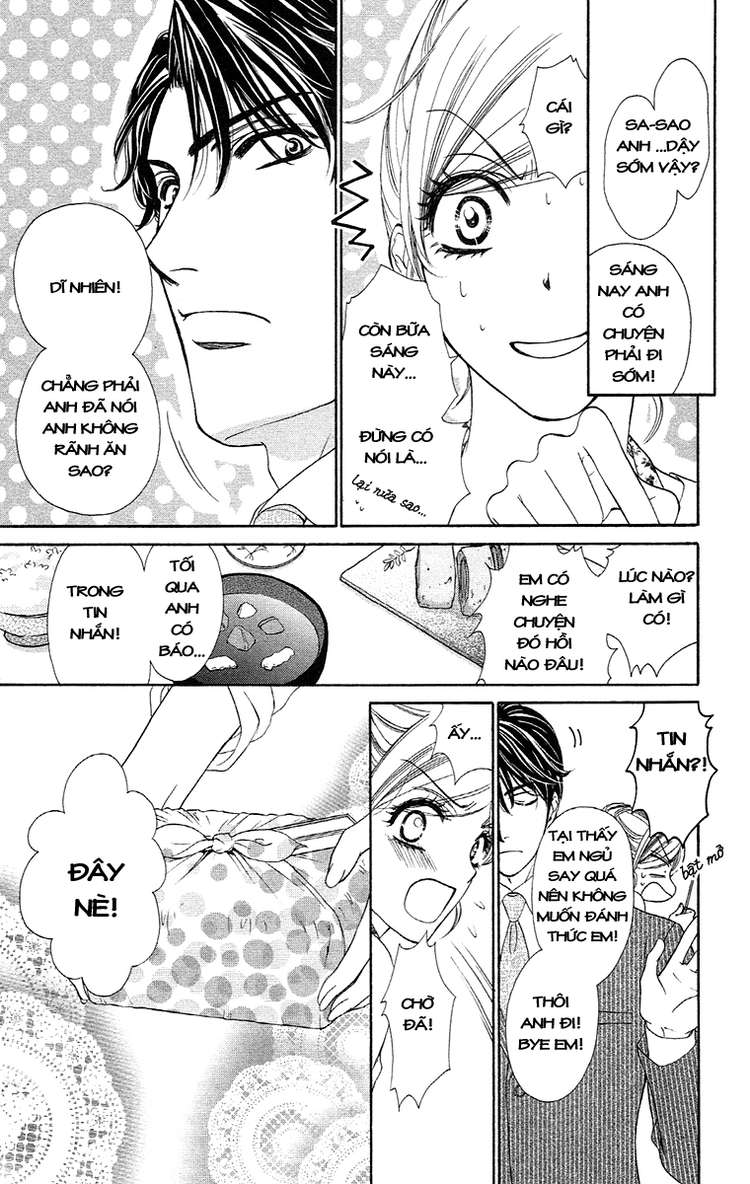 SA-SAO
ANH ...DẬY
SỚM VẬY?
SÁNG
NAY ANH
CÓ
CHUYỆN
PHẢI ĐI
SỚM!
CÁI
GÌ?
CÒN BỮA
SÁNG
NÀY...
ĐỪNG CÓ
NÓI LÀ...
lại nữa sao...
DĨ NHIÊN!
CHẲNG PHẢI
ANH ĐÃ NÓI
ANH KHÔNG
RÃNH ĂN
SAO?
LÚC NÀO?
LÀM GÌ
CÓ!
EM CÓ
NGHE
CHUYỆN
ĐÓ HỒI
NÀO ĐÂU!
TỐI
QUA
ANH
CÓ
BÁO...
TRONG
TIN
NHẮN!
TIN
NHẮN?!
bật mở
TẠI THẤY
EM NGỦ
SAY QUÁ
NÊN KHÔNG
MUỐN ĐÁNH
THỨC EM!
THÔI
ANH ĐI!
BYE EM!
ẤY...
CHỜ
ĐÃ!
ĐÂY
NÈ!